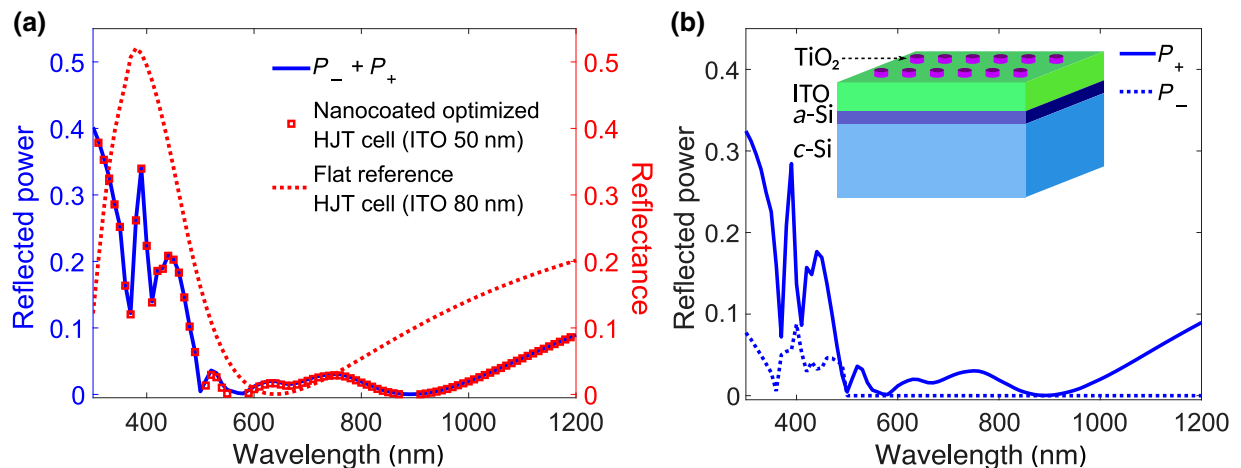 (a)
0.5
0.4
0.3
0.2
0.1
0
Reflected power
P₋ + P₊
Nanocoated optimized
HJT cell (ITO 50 nm)
Flat reference
HJT cell (ITO 80 nm)
0.5
0.4
0.3
0.2
0.1
0
Reflectance
400 600 800 1000 1200
Wavelength (nm)
(b)
0.4
0.3
0.2
0.1
0
Reflected power
TiO₂
ITO
a-Si
c-Si
P₊
P₋
400 600 800 1000 1200
Wavelength (nm)